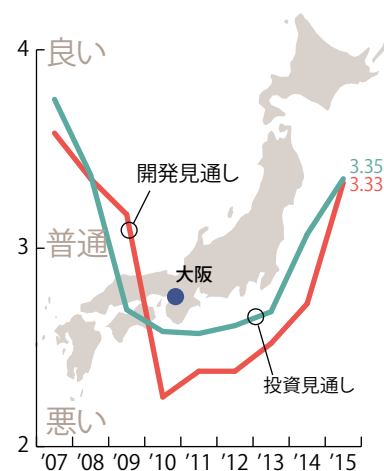 4
良い
開発見通し
3.35
3.33
3
普通
大阪
投資見通し
悪い
2
'07 '08 '09 '10 '11 '12 '13 '14 '15